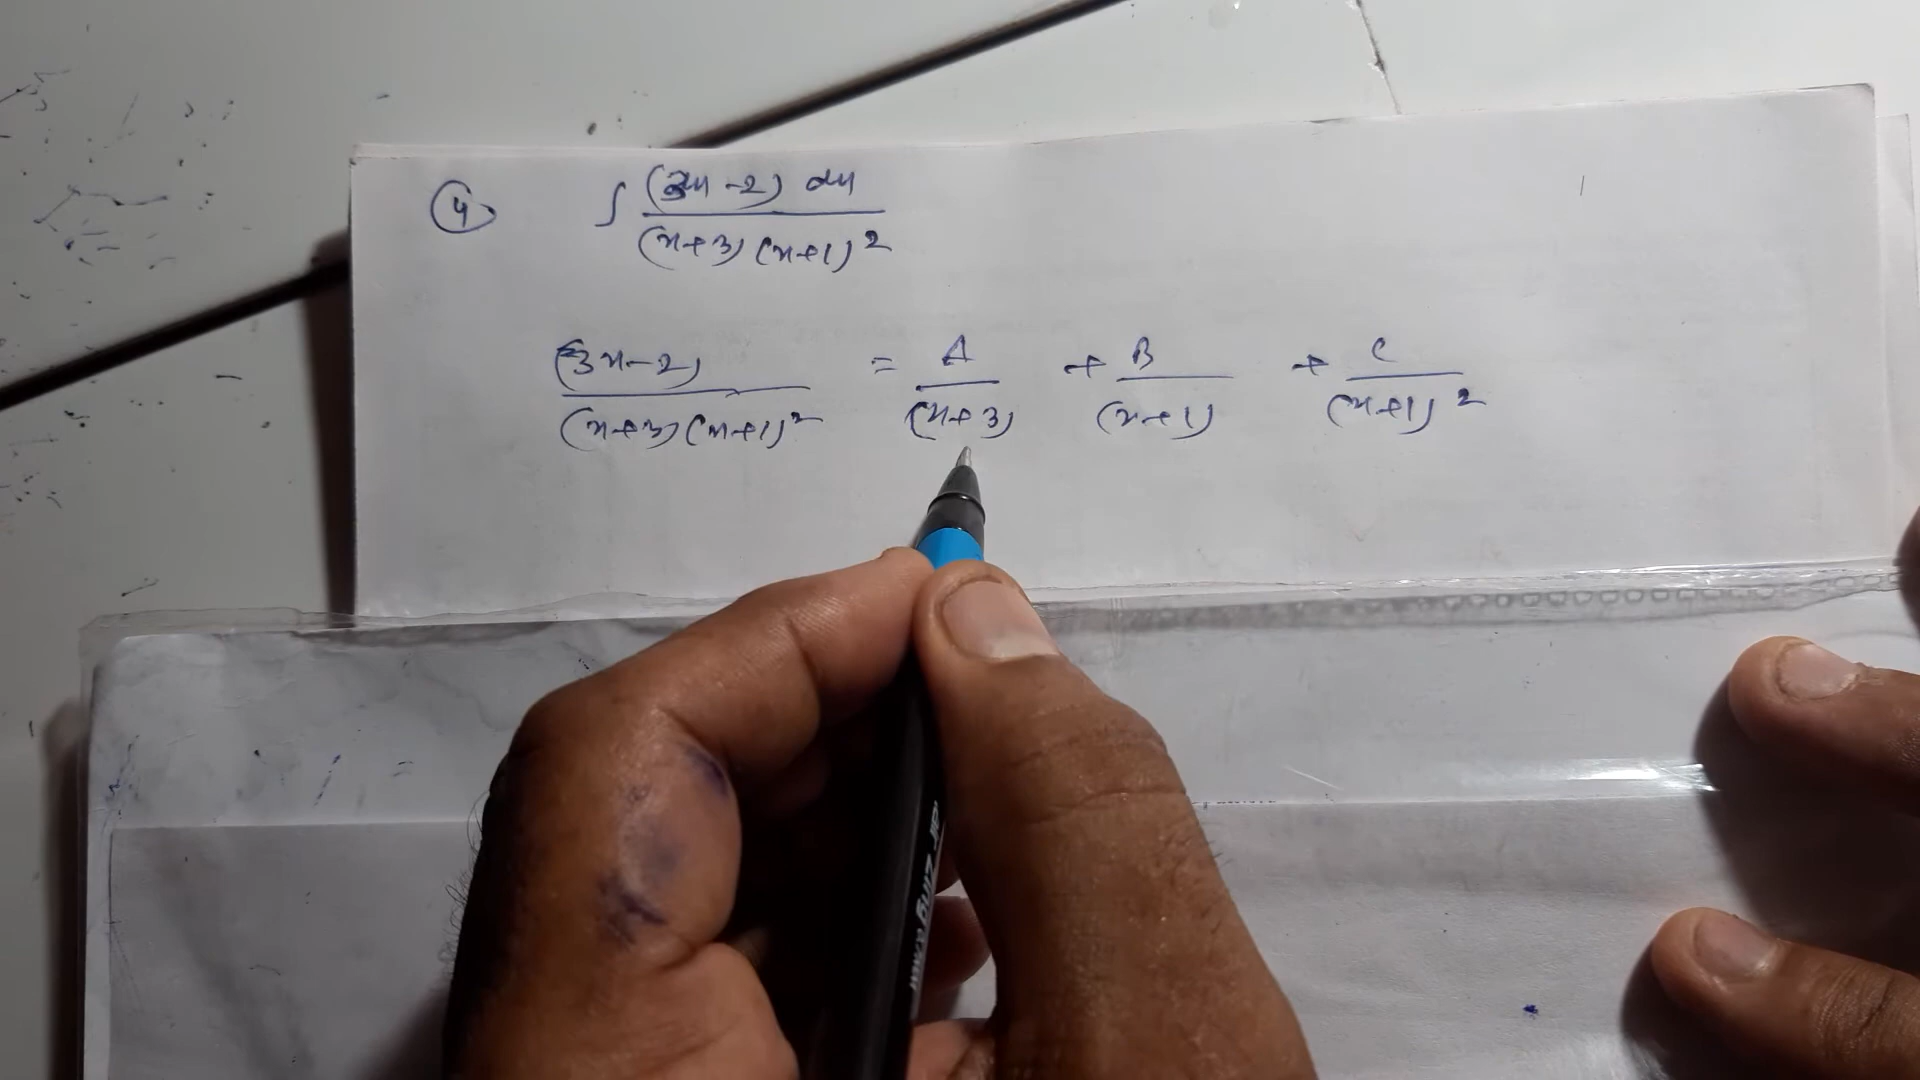 4 ∫ (3x-2) dx / (x+3)(x+1)²
(3x-2) / (x+3)(x+1)² = A / (x+3) + B / (x+1) + C / (x+1)²